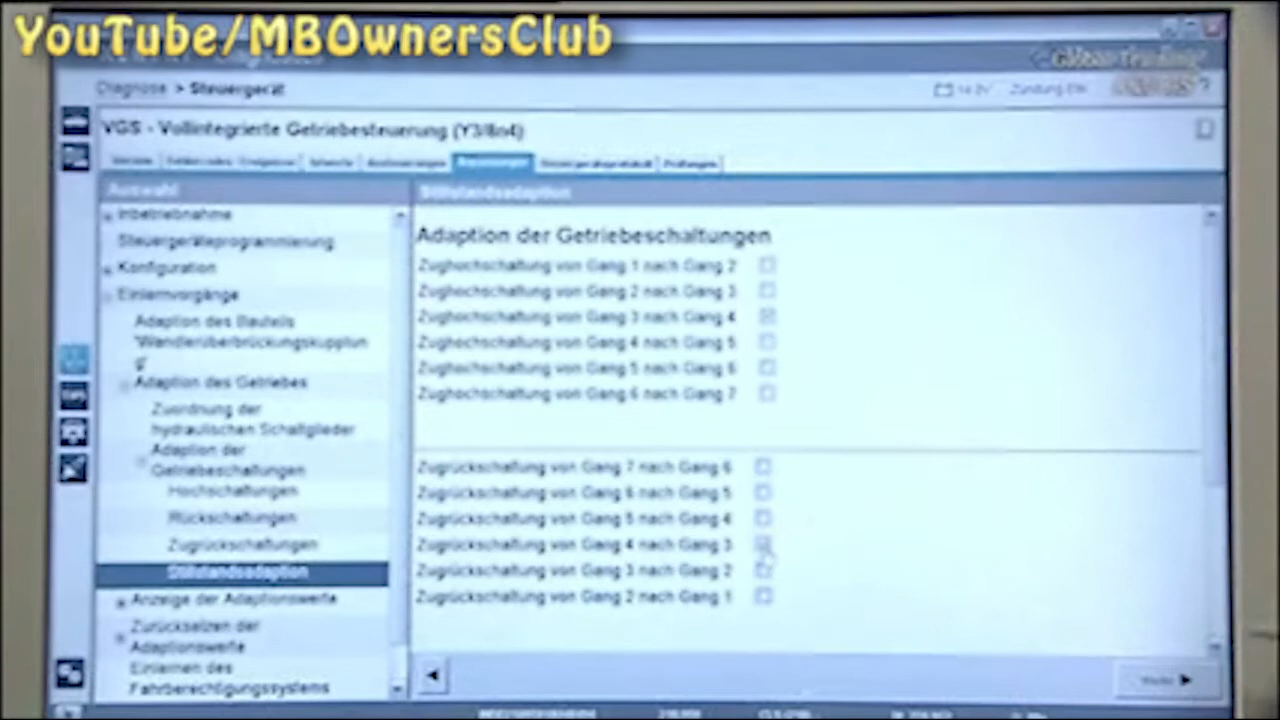 YouTube/MBOwnersClub
Diagnose > Steuergerät
Zündung EIN
VGS - Vollintegrierte Getriebesteuerung (Y3/8n4)
Prüfungen
Auswahl
Stillstandsadaption
Inbetriebnahme
Steuergeräteprogrammierung
Konfiguration
Einlernvorgänge
Adaption des Bauteils
'Wandlerüberbrückungskupplun
g'
Adaption des Getriebes
Zuordnung der
hydraulischen Schaltglieder
Adaption der
Getriebeschaltungen
Hochschaltungen
Rückschaltungen
Zugrückschaltungen
Stillstandsadaption
Anzeige der Adaptionswerte
Zurücksetzen der
Adaptionswerte
Einlernen des
Fahrberechtigungssystems
Adaption der Getriebeschaltungen
Zughochschaltung von Gang 1 nach Gang 2
Zughochschaltung von Gang 2 nach Gang 3
Zughochschaltung von Gang 3 nach Gang 4
Zughochschaltung von Gang 4 nach Gang 5
Zughochschaltung von Gang 5 nach Gang 6
Zughochschaltung von Gang 6 nach Gang 7
Zugrückschaltung von Gang 7 nach Gang 6
Zugrückschaltung von Gang 6 nach Gang 5
Zugrückschaltung von Gang 5 nach Gang 4
Zugrückschaltung von Gang 4 nach Gang 3
Zugrückschaltung von Gang 3 nach Gang 2
Zugrückschaltung von Gang 2 nach Gang 1